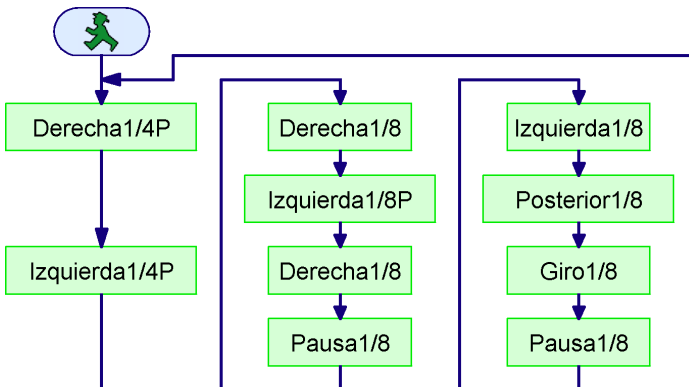 Derecha1/4P
Izquierda1/4P
Derecha1/8
Izquierda1/8P
Derecha1/8
Pausa1/8
Izquierda1/8
Posterior1/8
Giro1/8
Pausa1/8